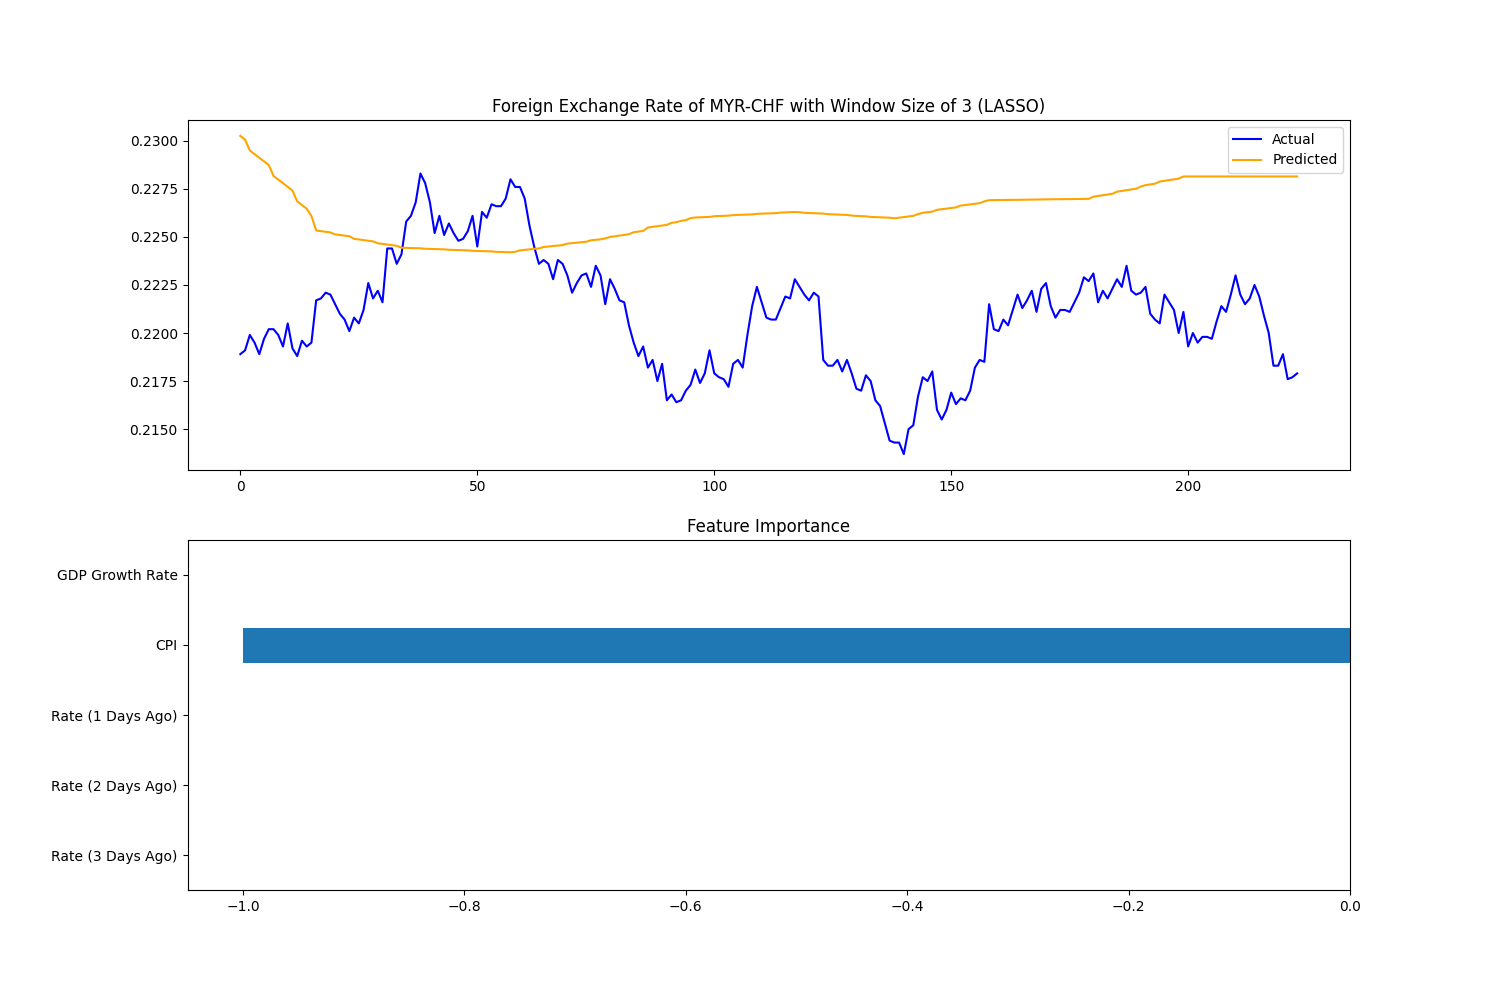 Foreign Exchange Rate of MYR-CHF with Window Size of 3 (LASSO)
Actual
Predicted
0.2300
0.2275
0.2250
0.2225
0.2200
0.2175
0.2150
0 50 100 150 200
Feature Importance
GDP Growth Rate
CPI
Rate (1 Days Ago)
Rate (2 Days Ago)
Rate (3 Days Ago)
−1.0 −0.8 −0.6 −0.4 −0.2 0.0